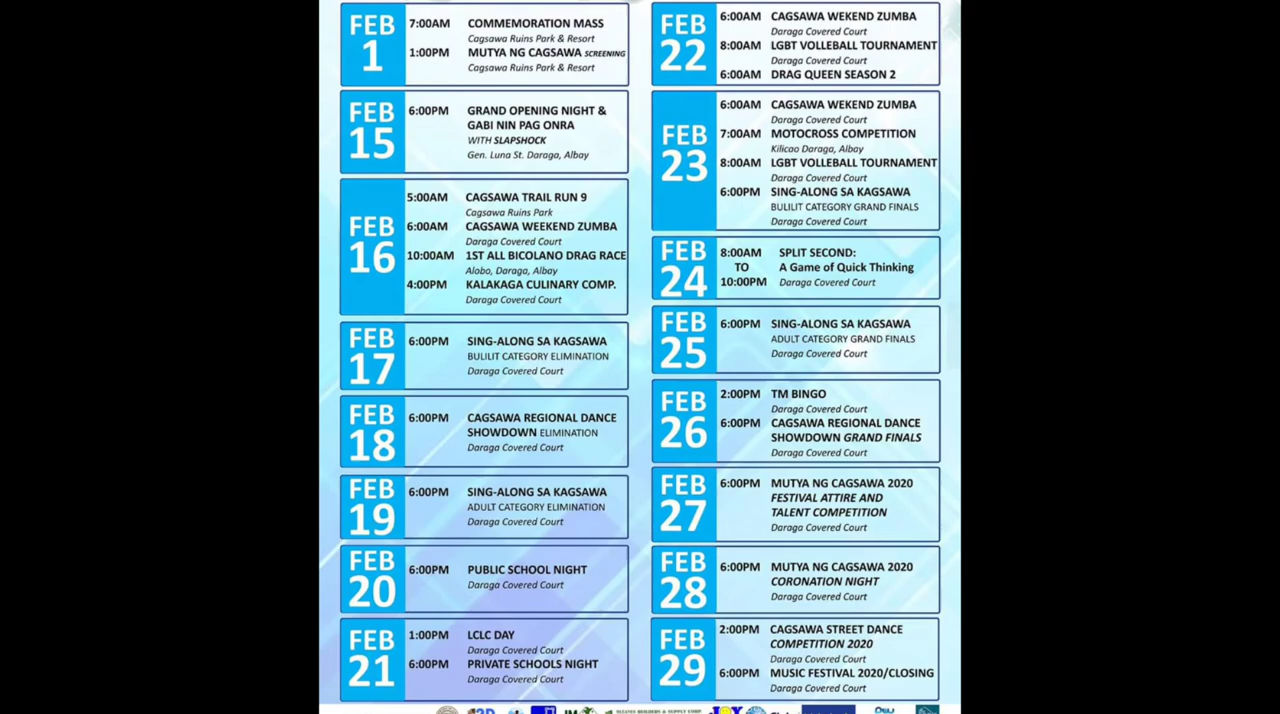 FEB
1
7:00AM COMMEMORATION MASS
Cagsawa Ruins Park & Resort
1:00PM MUTYA NG CAGSAWA SCREENING
Cagsawa Ruins Park & Resort
FEB
15
6:00PM GRAND OPENING NIGHT &
GABI NIN PAG ONRA
WITH SLAPSHOCK
Gen. Luna St. Daraga, Albay
FEB
16
5:00AM CAGSAWA TRAIL RUN 9
Cagsawa Ruins Park
6:00AM CAGSAWA WEEKEND ZUMBA
Daraga Covered Court
10:00AM 1ST ALL BICOLANO DRAG RACE
Alobo, Daraga, Albay
4:00PM KALAKAGA CULINARY COMP.
Daraga Covered Court
FEB
17
6:00PM SING-ALONG SA KAGSAWA
BULILIT CATEGORY ELIMINATION
Daraga Covered Court
FEB
18
6:00PM CAGSAWA REGIONAL DANCE
SHOWDOWN ELIMINATION
Daraga Covered Court
FEB
19
6:00PM SING-ALONG SA KAGSAWA
ADULT CATEGORY ELIMINATION
Daraga Covered Court
FEB
20
6:00PM PUBLIC SCHOOL NIGHT
Daraga Covered Court
FEB
21
1:00PM LCLC DAY
Daraga Covered Court
6:00PM PRIVATE SCHOOLS NIGHT
Daraga Covered Court
FEB
22
6:00AM CAGSAWA WEKEND ZUMBA
Daraga Covered Court
8:00AM LGBT VOLLEBALL TOURNAMENT
Daraga Covered Court
6:00AM DRAG QUEEN SEASON 2
FEB
23
6:00AM CAGSAWA WEKEND ZUMBA
Daraga Covered Court
7:00AM MOTOCROSS COMPETITION
Kilicao Daraga, Albay
8:00AM LGBT VOLLEBALL TOURNAMENT
Daraga Covered Court
6:00PM SING-ALONG SA KAGSAWA
BULILIT CATEGORY GRAND FINALS
Daraga Covered Court
FEB
24
8:00AM SPLIT SECOND:
TO A Game of Quick Thinking
10:00PM Daraga Covered Court
FEB
25
6:00PM SING-ALONG SA KAGSAWA
ADULT CATEGORY GRAND FINALS
Daraga Covered Court
FEB
26
2:00PM TM BINGO
Daraga Covered Court
6:00PM CAGSAWA REGIONAL DANCE
SHOWDOWN GRAND FINALS
Daraga Covered Court
FEB
27
6:00PM MUTYA NG CAGSAWA 2020
FESTIVAL ATTIRE AND
TALENT COMPETITION
Daraga Covered Court
FEB
28
6:00PM MUTYA NG CAGSAWA 2020
CORONATION NIGHT
Daraga Covered Court
FEB
29
2:00PM CAGSAWA STREET DANCE
COMPETITION 2020
Daraga Covered Court
6:00PM MUSIC FESTIVAL 2020/CLOSING
Daraga Covered Court